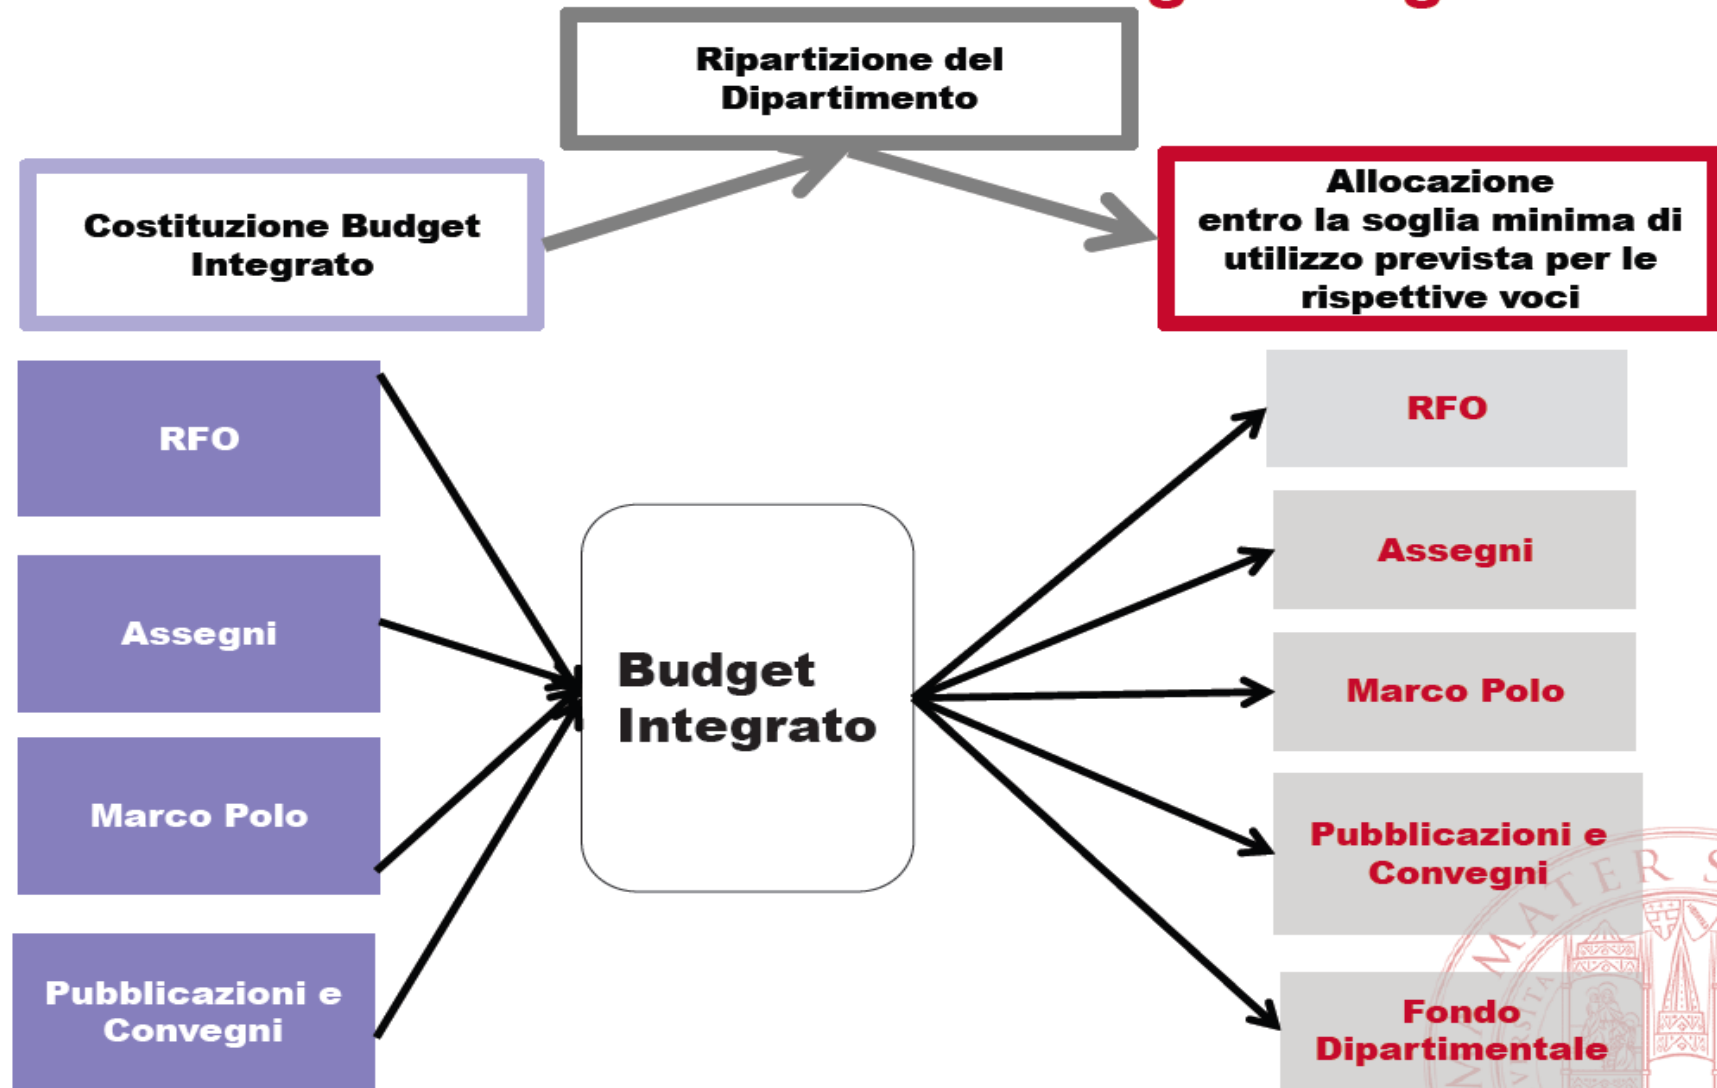 Ripartizione del
Dipartimento
Costituzione Budget
Integrato
Allocazione
entro la soglia minima di
utilizzo prevista per le
rispettive voci
RFO
Assegni
Marco Polo
Pubblicazioni e
Convegni
Budget
Integrato
RFO
Assegni
Marco Polo
Pubblicazioni e
Convegni
Fondo
Dipartimentale
MATER S